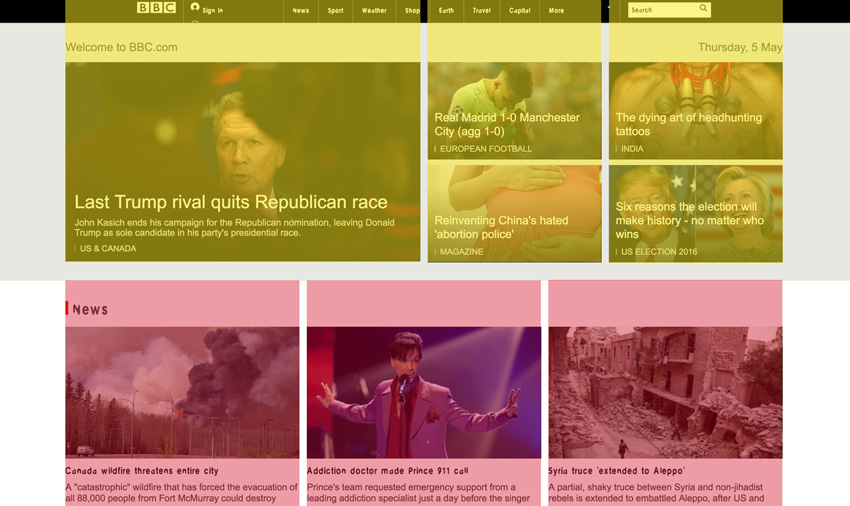 BBC Sign in News Sport Weather Shop Earth Travel Capital More Search
Welcome to BBC.com Thursday, 5 May
Last Trump rival quits Republican race
John Kasich ends his campaign for the Republican nomination, leaving Donald
Trump as sole candidate in his party's presidential race.
US & CANADA
Real Madrid 1-0 Manchester
City (agg 1-0)
EUROPEAN FOOTBALL
The dying art of headhunting
tattoos
INDIA
Reinventing China's hated
'abortion police'
MAGAZINE
Six reasons the election will
make history - no matter who
wins
US ELECTION 2016
News
Canada wildfire threatens entire city
A "catastrophic" wildfire that has forced the evacuation of
all 88,000 people from Fort McMurray could destroy
Addiction doctor made Prince 911 call
Prince's team requested emergency support from a
leading addiction specialist just a day before the singer
Syria truce 'extended to Aleppo'
A partial, shaky truce between Syria and non-jihadist
rebels is extended to embattled Aleppo, after US and